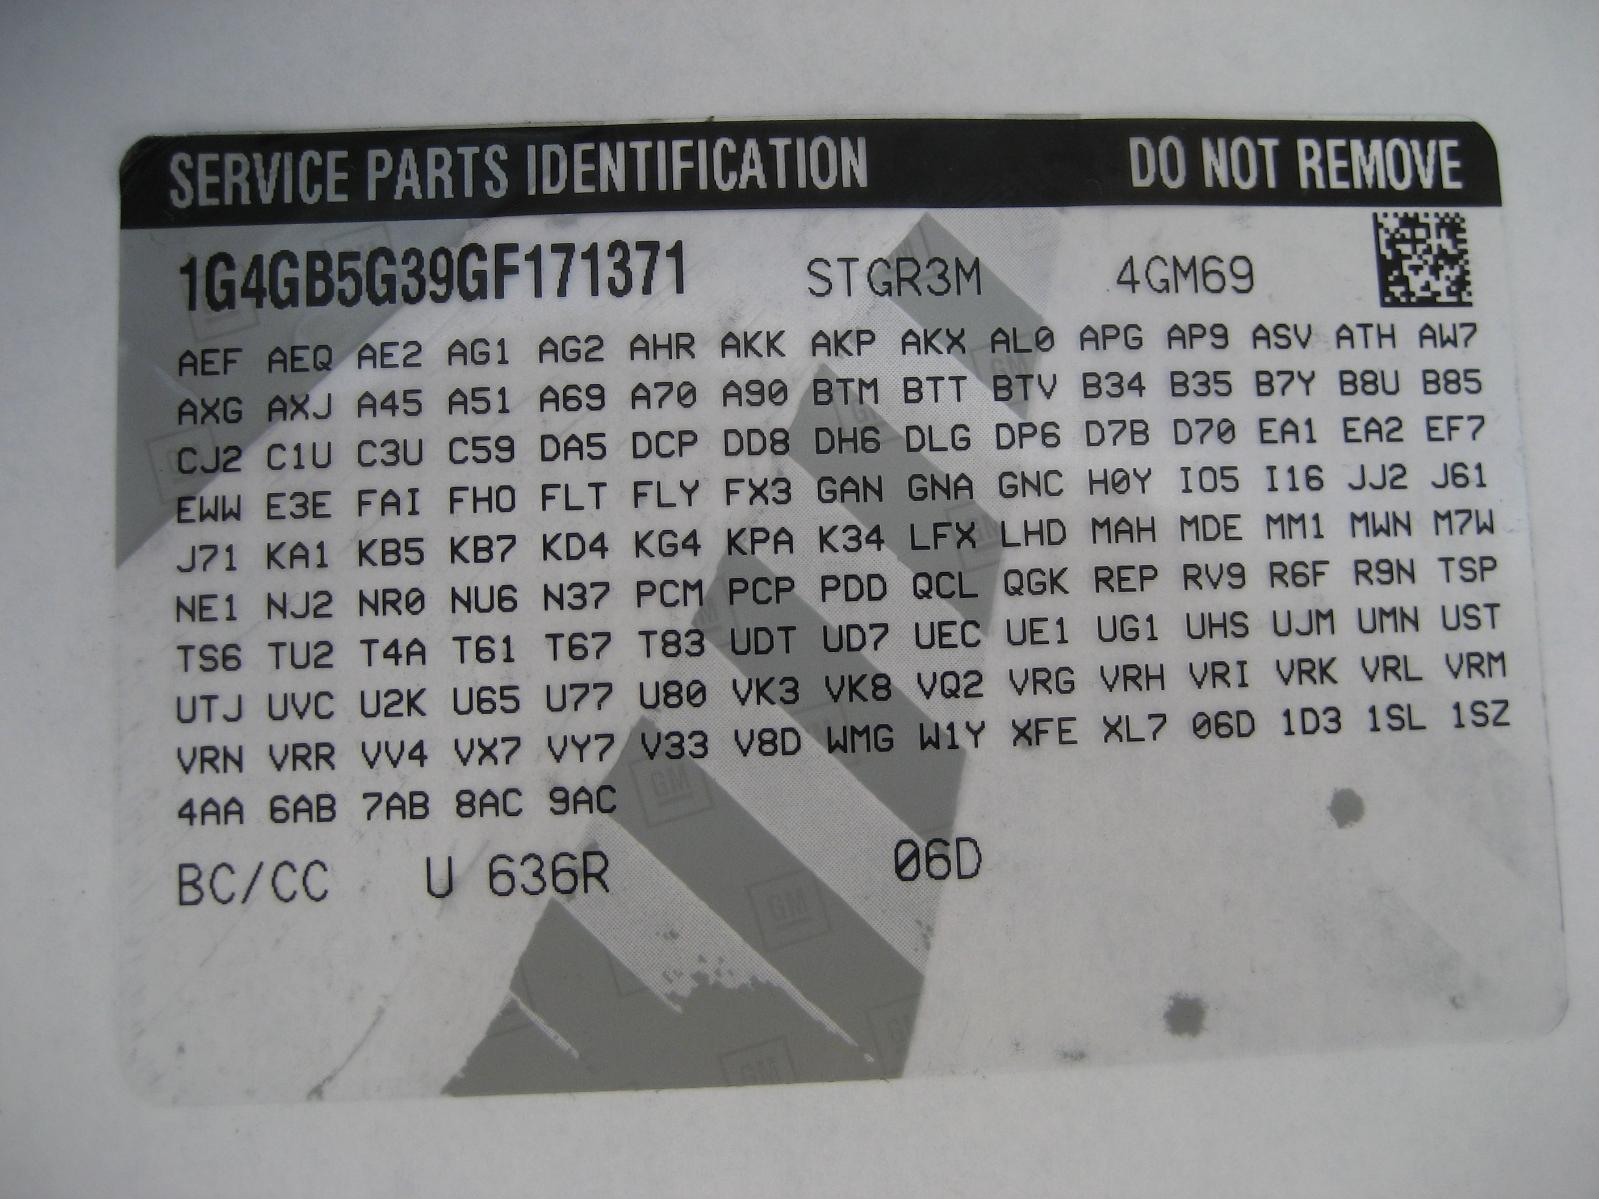 SERVICE PARTS IDENTIFICATION DO NOT REMOVE
1G4GB5G39GF171371 STGR3M 4GM69
AEF AEQ AE2 AG1 AG2 AHR AKK AKP AKX AL0 APG AP9 ASV ATH AW7
AXG AXJ A45 A51 A69 A70 A90 BTM BTT BTV B34 B35 B7Y B8U B85
CJ2 C1U C3U C59 DA5 DCP DD8 DH6 DLG DP6 D7B D70 EA1 EA2 EF7
EWW E3E FAI FHO FLT FLY FX3 GAN GNA GNC H0Y IO5 I16 JJ2 J61
J71 KA1 KB5 KB7 KD4 KG4 KPA K34 LFX LHD MAH MDE MM1 MWN M7W
NE1 NJ2 NR0 NU6 N37 PCM PCP PDD QCL QGK REP RV9 R6F R9N TSP
TS6 TU2 T4A T61 T67 T83 UDT UD7 UEC UE1 UG1 UHS UJM UMN UST
UTJ UVC U2K U65 U77 U80 VK3 VK8 VQ2 VRG VRH VRI VRK VRL VRM
VRN VRR VV4 VX7 VY7 V33 V8D WMG W1Y XFE XL7 06D 1D3 1SL 1SZ
4AA 6AB 7AB 8AC 9AC
BC/CC U 636R 06D